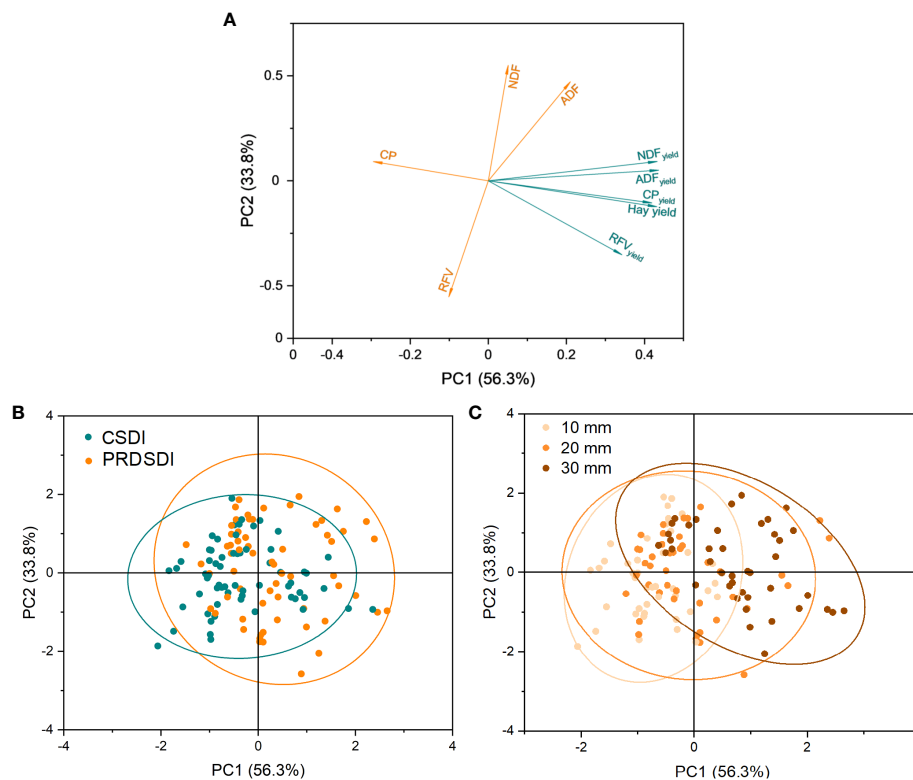 A
0.5
0
-0.5
0
0
-0.4
-0.2
0
0.2
0.4
PC2 (33.8%)
PC1 (56.3%)
NDF
ADF
CP
RFV
NDFyield
ADFyield
CPyield
Hay yield
RFVyield
B
CSDI
PRDSDI
4
2
0
-2
-4
-4
-2
0
2
4
PC2 (33.8%)
PC1 (56.3%)
C
10 mm
20 mm
30 mm
4
2
0
-2
-4
-2
0
2
4
PC2 (33.8%)
PC1 (56.3%)